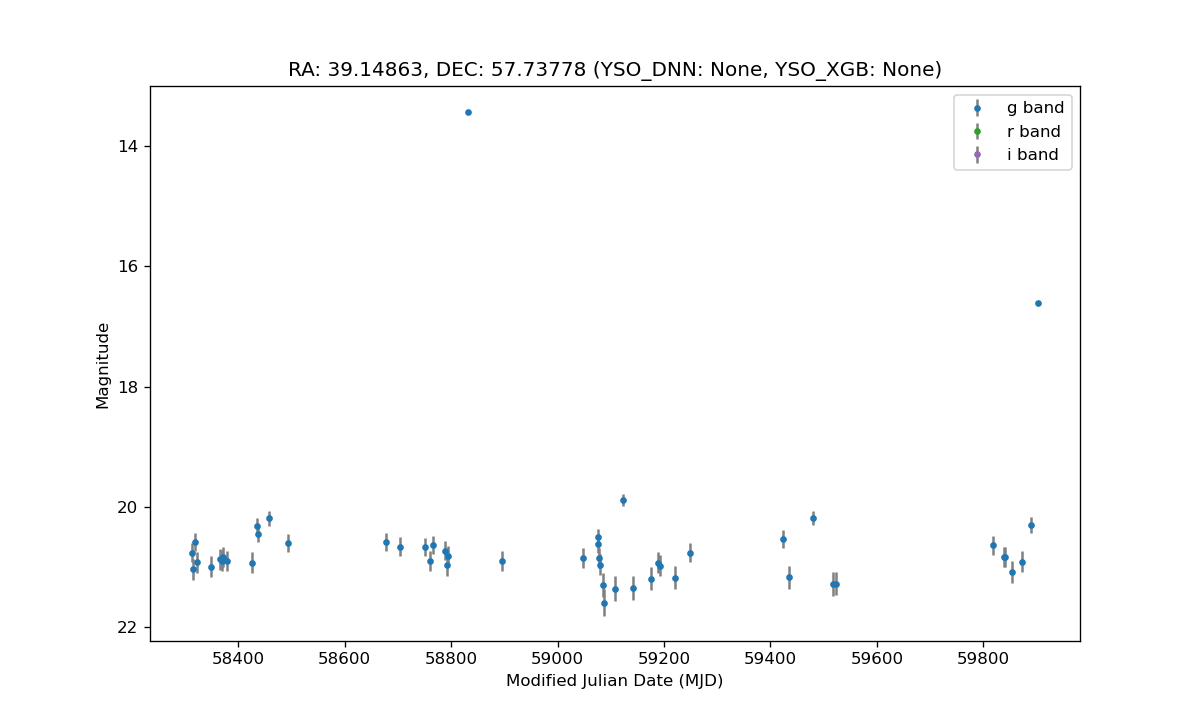 RA: 39.14863, DEC: 57.73778 (YSO_DNN: None, YSO_XGB: None)
g band
r band
i band
14
16
18
20
22
Magnitude
58400 58600 58800 59000 59200 59400 59600 59800
Modified Julian Date (MJD)